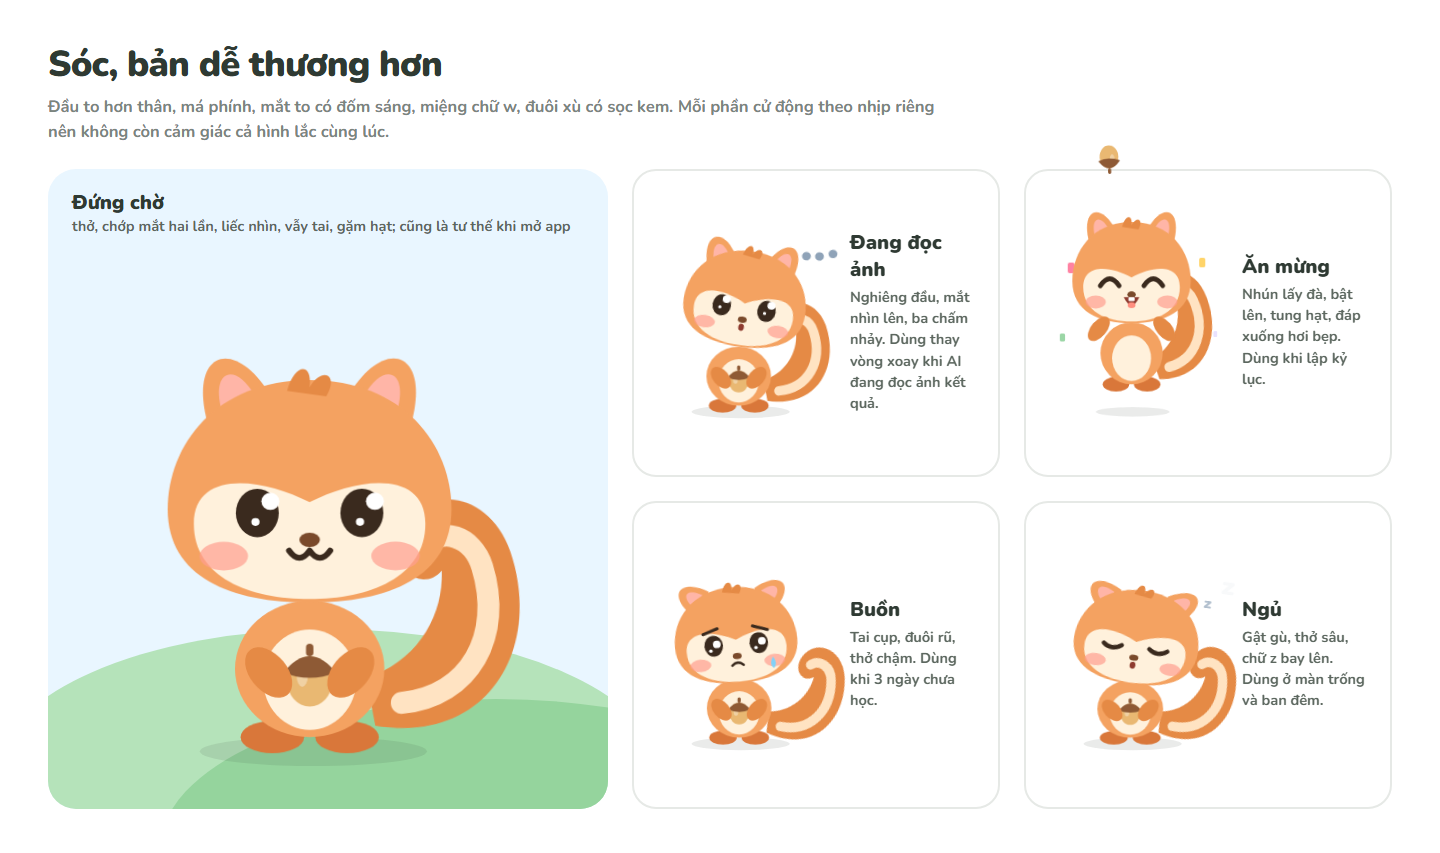 Sóc, bản dễ thương hơn
Đầu to hơn thân, má phính, mắt to có đốm sáng, miệng chữ w, đuôi xù có sọc kem. Mỗi phần cử động theo nhịp riêng
nên không còn cảm giác cả hình lắc cùng lúc.
Đứng chờ
thở, chớp mắt hai lần, liếc nhìn, vẫy tai, gặm hạt; cũng là tư thế khi mở app
Đang đọc
ảnh
Nghiêng đầu, mắt
nhìn lên, ba chấm
nhảy. Dùng thay
vòng xoay khi AI
đang đọc ảnh kết
quả.
Ăn mừng
Nhún lấy đà, bật
lên, tung hạt, đáp
xuống hơi bẹp.
Dùng khi lập kỷ
lục.
Buồn
Tai cụp, đuôi rũ,
thở chậm. Dùng
khi 3 ngày chưa
học.
z z
Ngủ
Gật gù, thở sâu,
chữ z bay lên.
Dùng ở màn trống
và ban đêm.